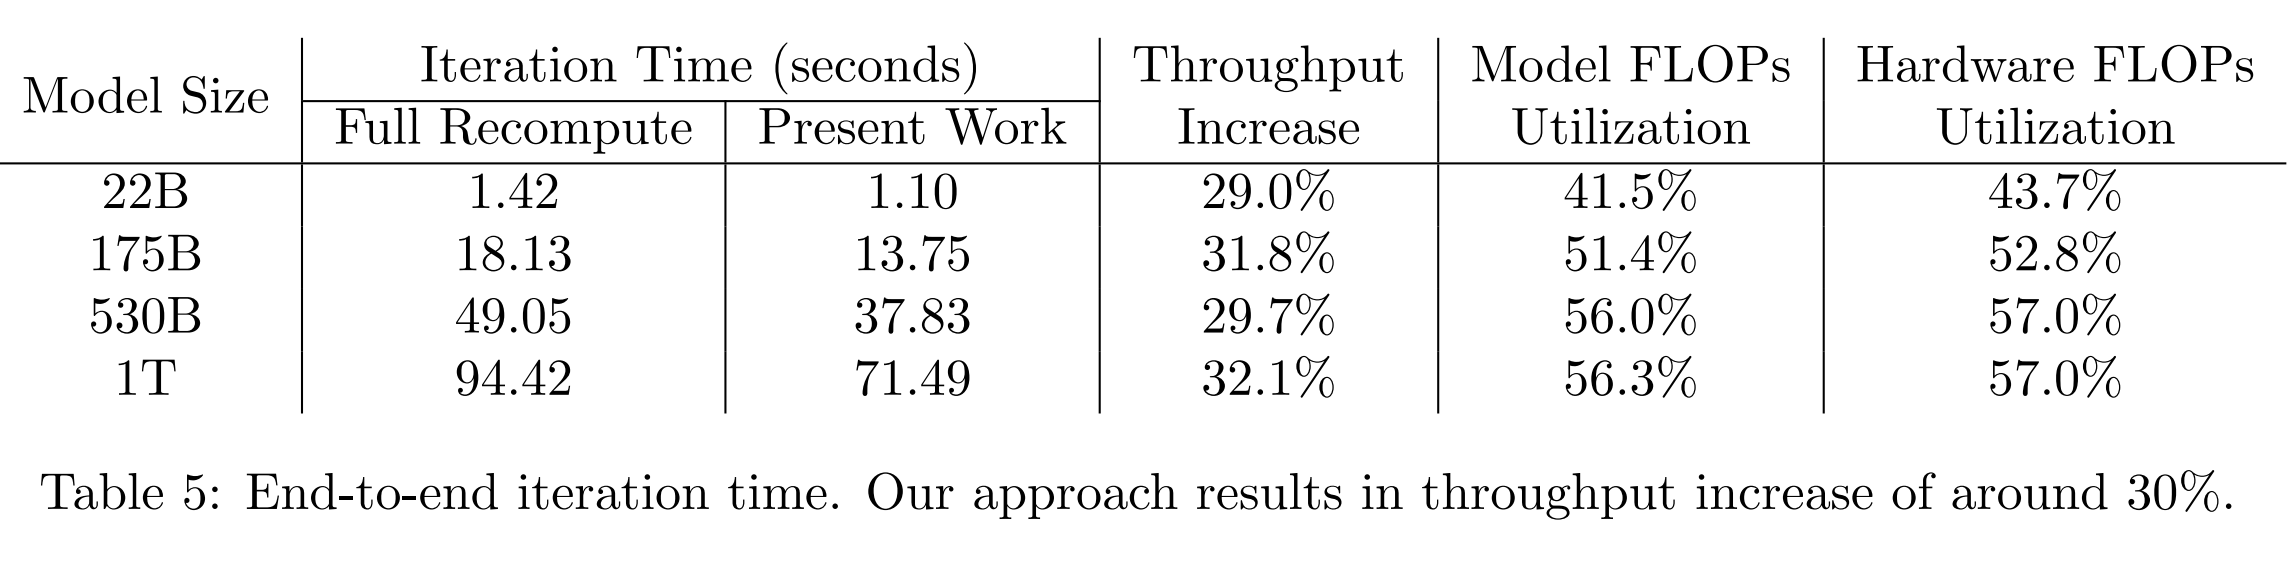 Model Size Iteration Time (seconds) Throughput Increase Model FLOPs Utilization Hardware FLOPs Utilization
Full Recompute Present Work
22B 1.42 1.10 29.0% 41.5% 43.7%
175B 18.13 13.75 31.8% 51.4% 52.8%
530B 49.05 37.83 29.7% 56.0% 57.0%
1T 94.42 71.49 32.1% 56.3% 57.0%
Table 5: End-to-end iteration time. Our approach results in throughput increase of around 30%.